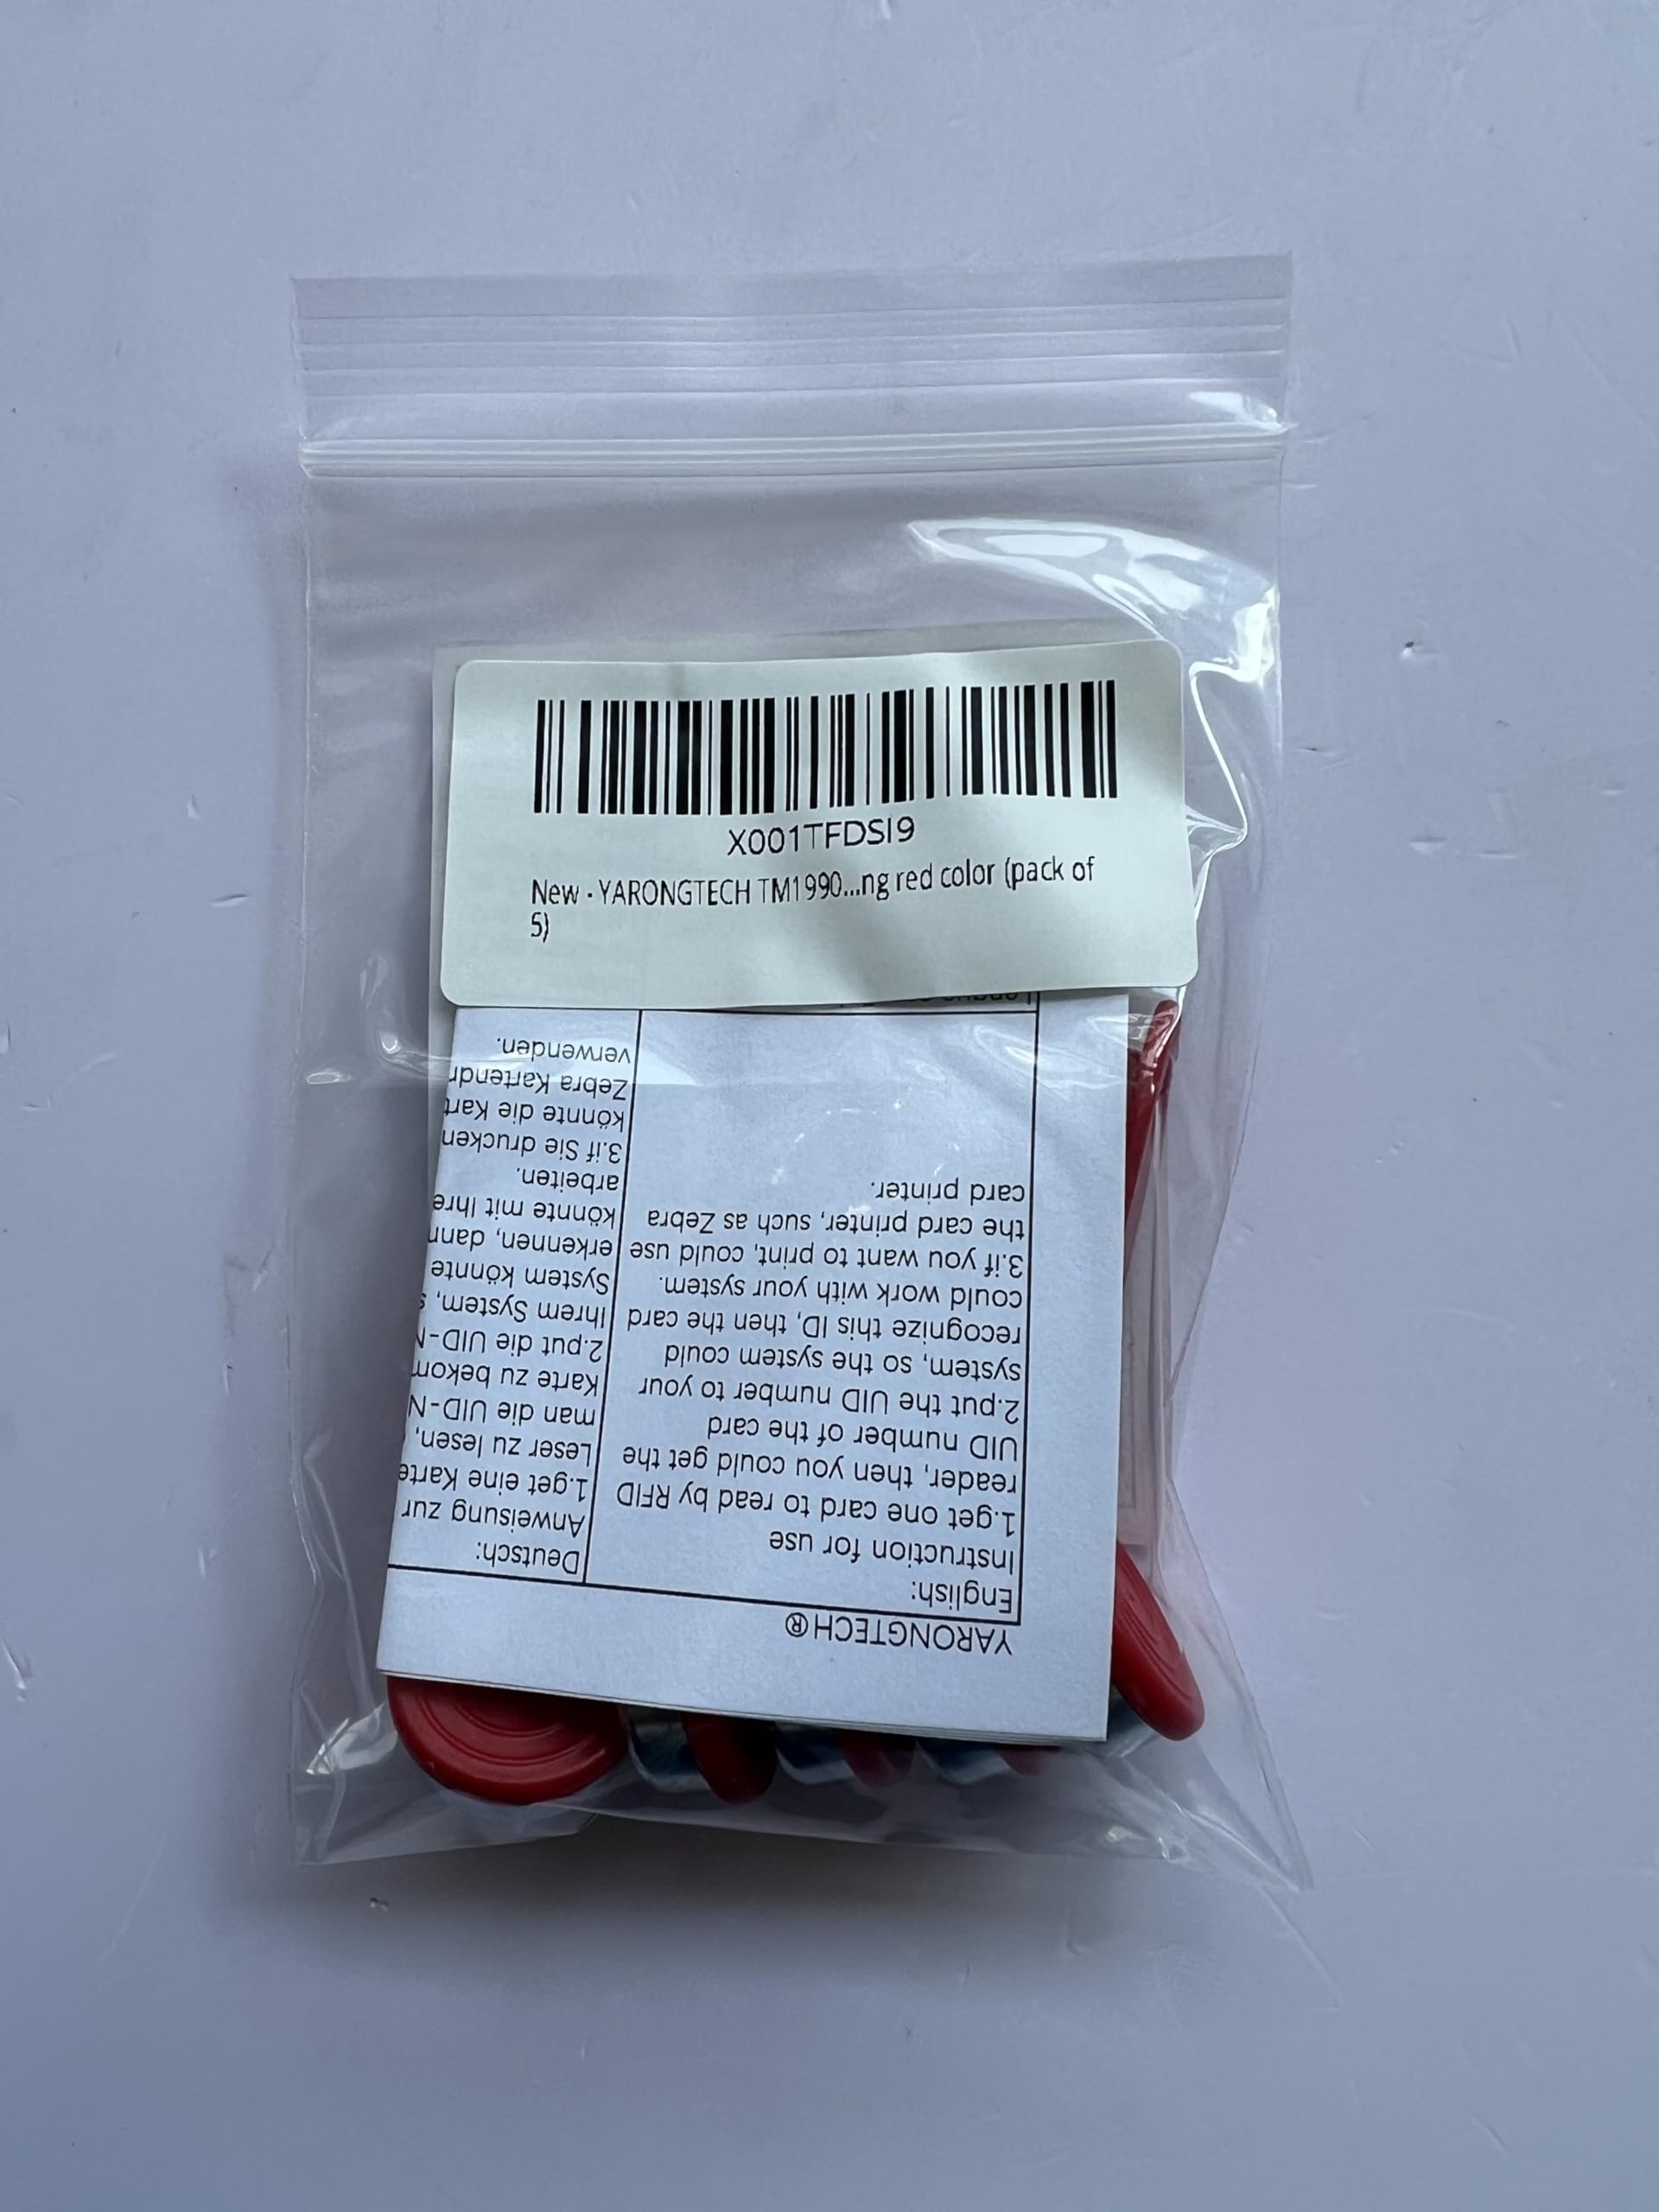 X001TFDSI9
New - YARONGTECH TM1990...ng red color (pack of
5)
YARONGTECH®
English:
Instruction for use
1.get one card to read by RFID
reader, then you could get the
UID number of the card
2.put the UID number to your
system, so the system could
recognize this ID, then the card
could work with your system.
3.if you want to print, could use
the card printer, such as Zebra
card printer.
Deutsch:
Anweisung zur
1.get eine Karte
Leser zu lesen,
man die UID-N
Karte zu bekom
2.put die UID-N
Ihrem System, s
System könnte
erkennen, dann
könnte mit Ihre
arbeiten.
3.if Sie drucken
könnte die Kart
Zebra Kartendr
verwenden.